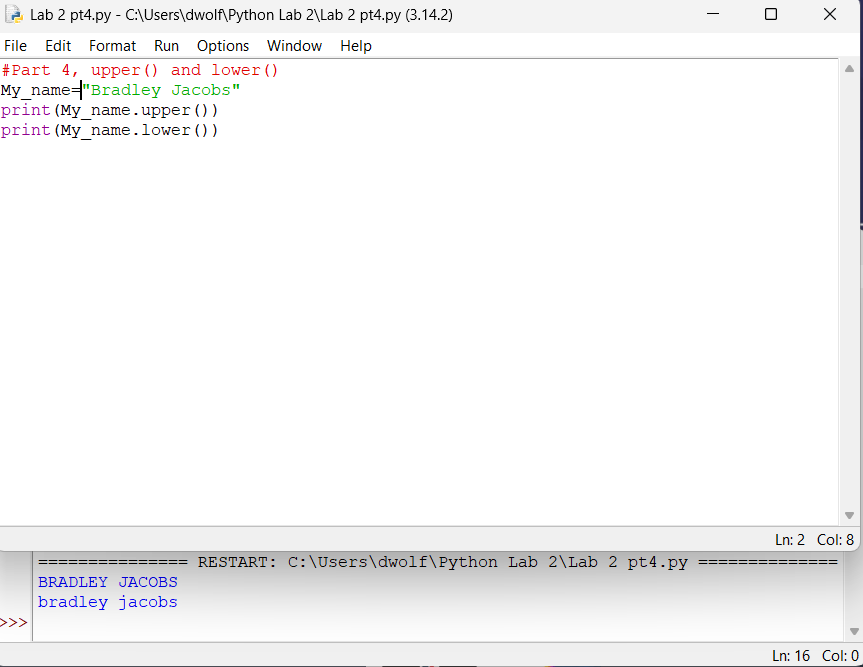 Lab 2 pt4.py - C:\Users\dwolf\Python Lab 2\Lab 2 pt4.py (3.14.2)
File Edit Format Run Options Window Help
#Part 4, upper() and lower()
My_name="Bradley Jacobs"
print(My_name.upper())
print(My_name.lower())
Ln: 2 Col: 8
=============== RESTART: C:\Users\dwolf\Python Lab 2\Lab 2 pt4.py ==============
BRADLEY JACOBS
bradley jacobs
>>>
Ln: 16 Col: 0